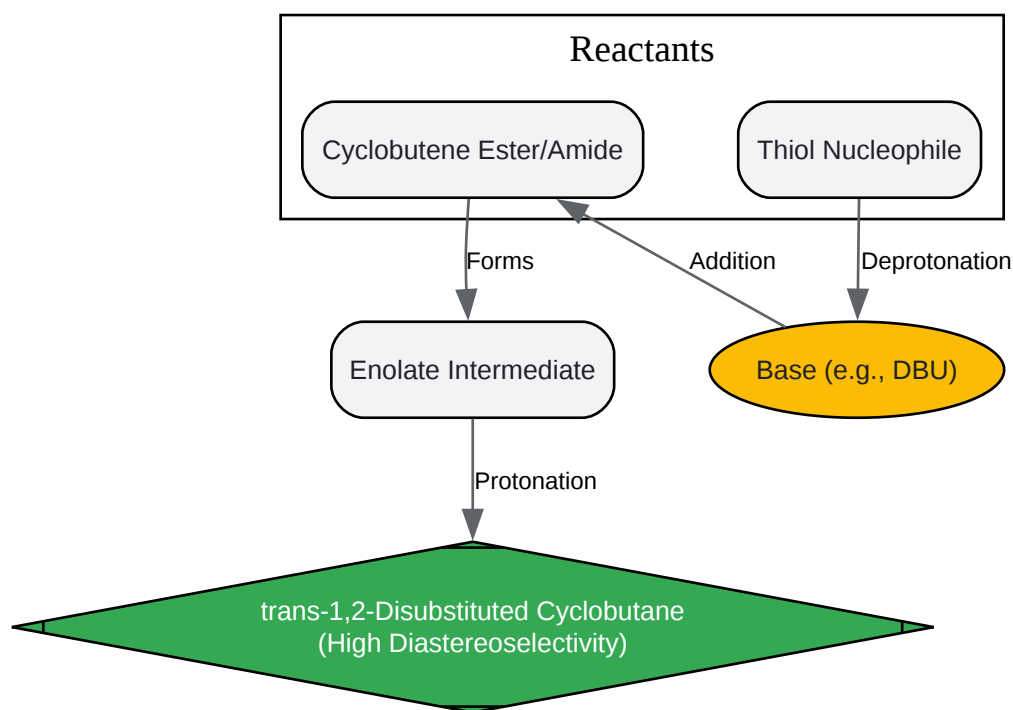 Reactants
Cyclobutene Ester/Amide
Thiol Nucleophile
Forms
Addition
Deprotonation
Enolate Intermediate
Base (e.g., DBU)
Protonation
trans-1,2-Disubstituted Cyclobutane
(High Diastereoselectivity)